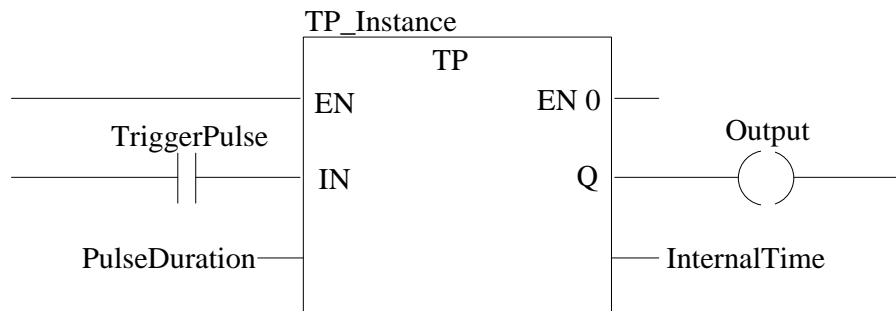 TP_Instance
TP
EN
EN 0
TriggerPulse
Output
IN
Q
PulseDuration
InternalTime